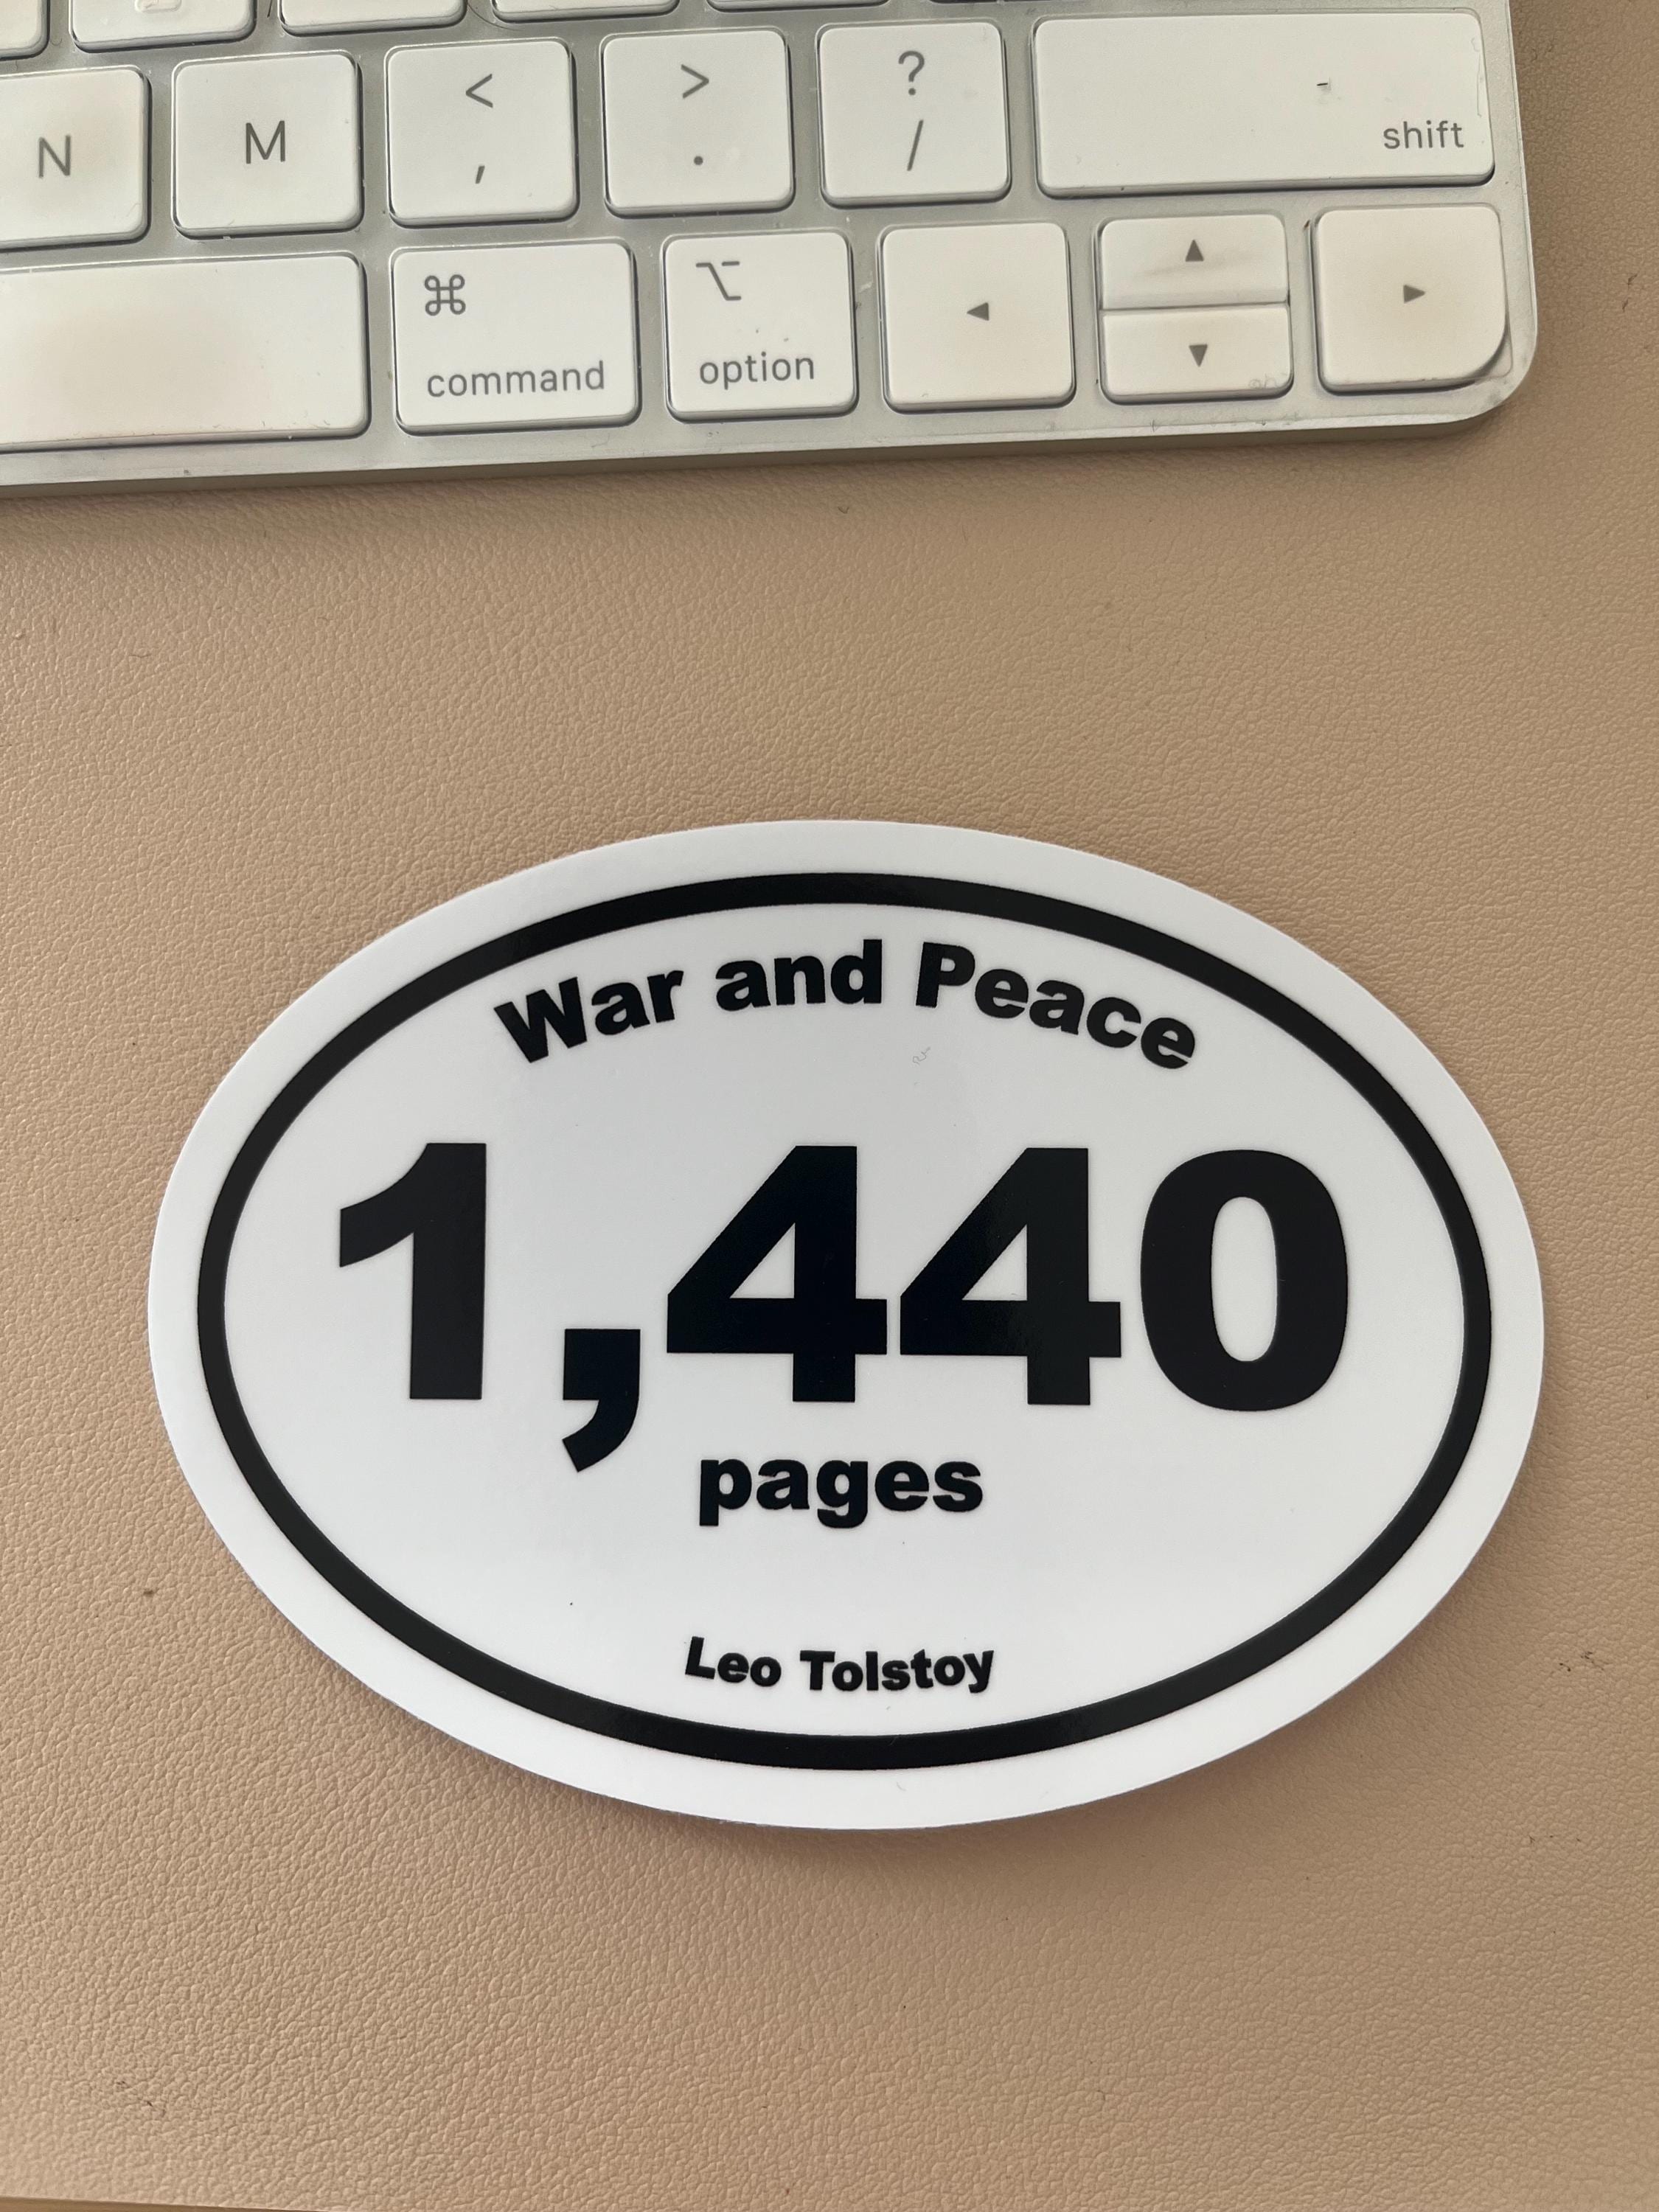 N M < , > . ? / shift
⌘ command ⌥ option ◀ ▲ ▼ ▶
War and Peace
1,440
pages
Leo Tolstoy